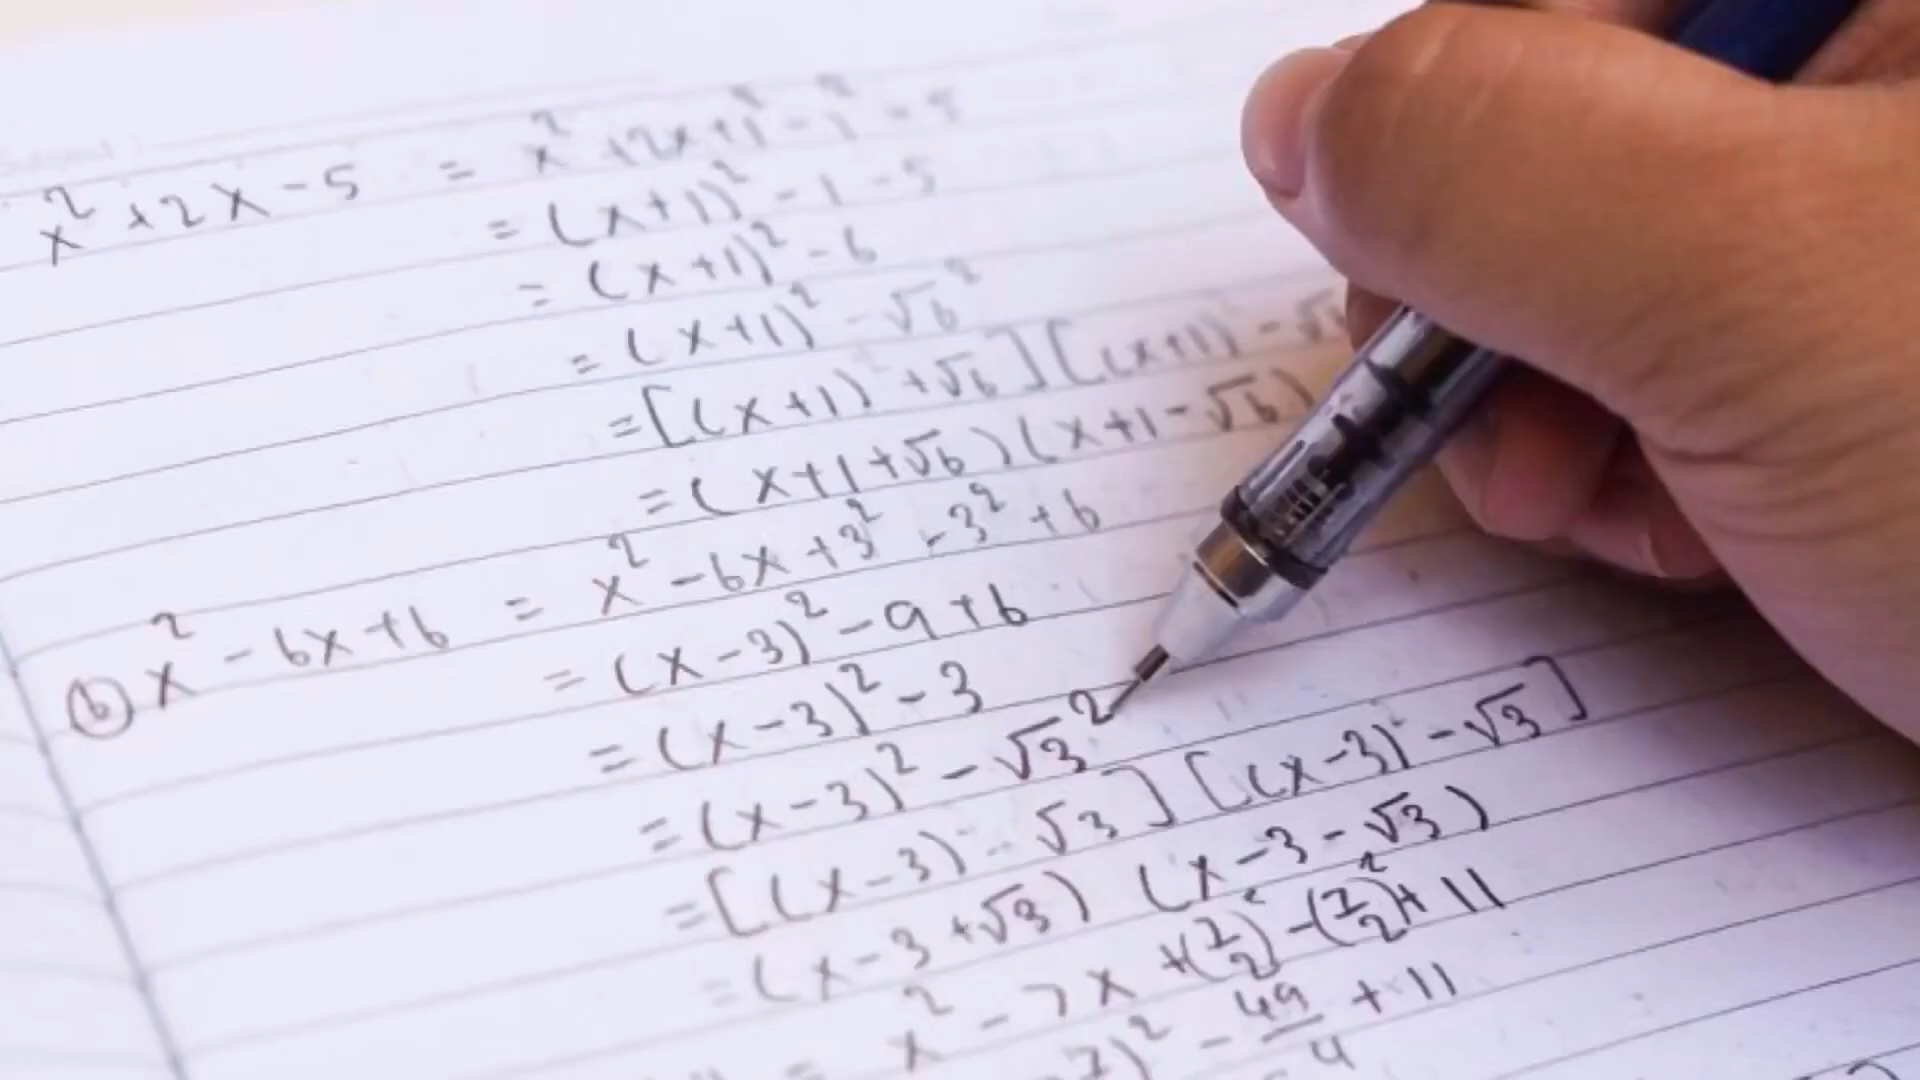 x² + 2x - 5 = x² + 2x + 1² - 1² - 5
= (x+1)² - 1 - 5
= (x+1)² - 6
= (x+1)² - √6²
= [(x+1) + √6] [(x+1) - √6
= (x+1+√6) (x+1-√6)
(b) x² - 6x + 6 = x² - 6x + 3² - 3² + 6
= (x-3)² - 9 + 6
= (x-3)² - 3
= (x-3)² - √3²
= [(x-3) - √3] [(x-3) - √3]
= (x-3+√3) (x-3-√3)
= x² - 7x + (7/2)² - (7/2)² + 11
)² - 49/4 + 11